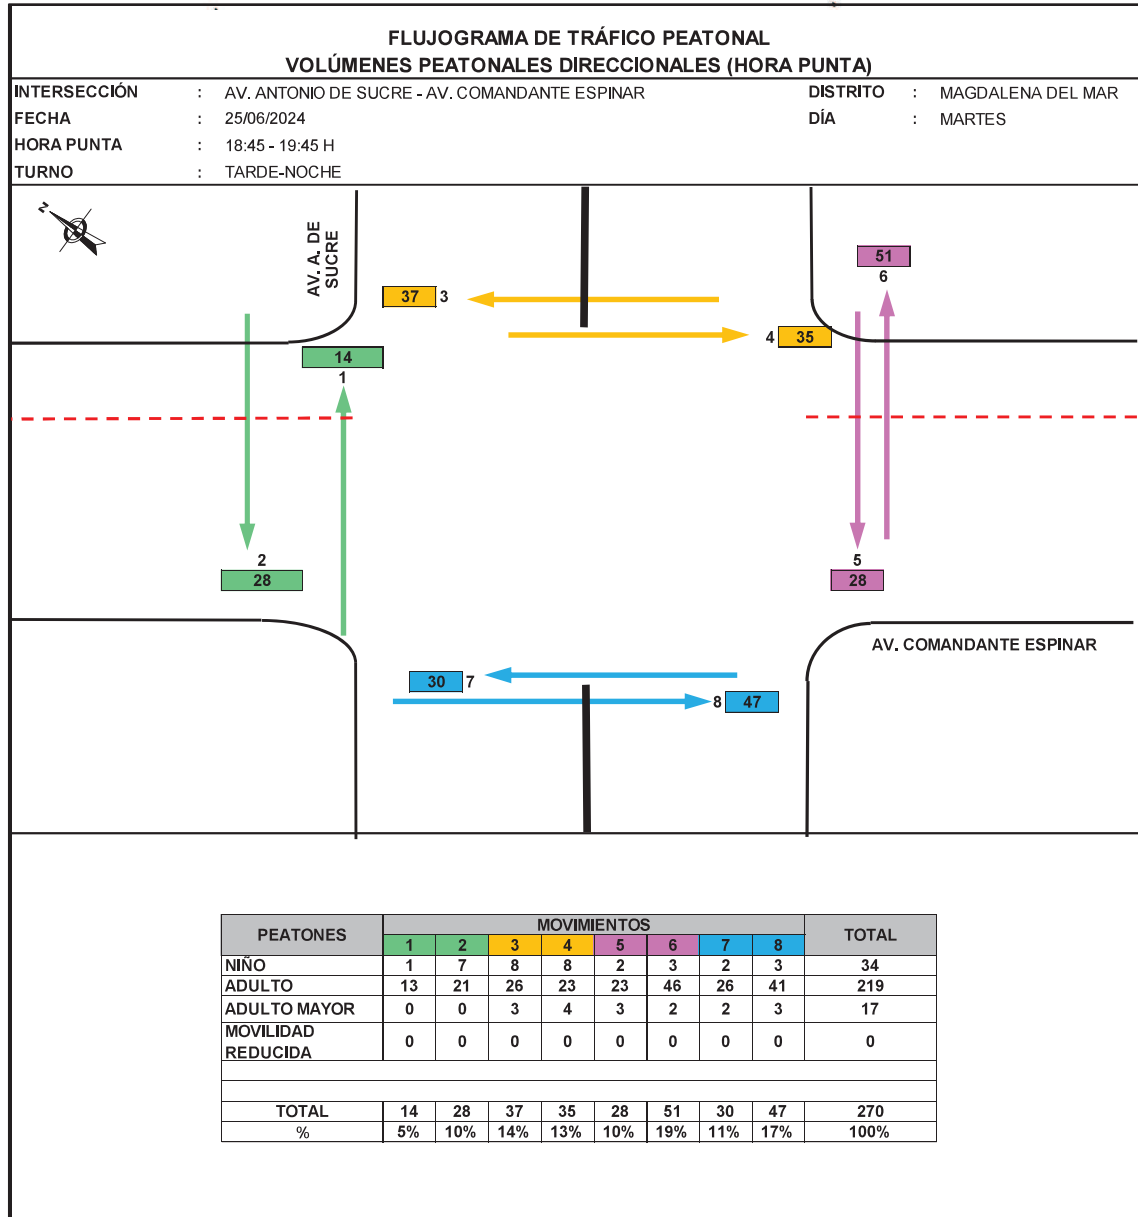 FLUJOGRAMA DE TRÁFICO PEATONAL
VOLÚMENES PEATONALES DIRECCIONALES (HORA PUNTA)
INTERSECCIÓN : AV. ANTONIO DE SUCRE - AV. COMANDANTE ESPINAR DISTRITO : MAGDALENA DEL MAR
FECHA : 25/06/2024 DÍA : MARTES
HORA PUNTA : 18:45 - 19:45 H
TURNO : TARDE-NOCHE
N
AV. A. DE
SUCRE
51
6
37 3
4 35
14
1
2
28
5
28
AV. COMANDANTE ESPINAR
30 7
8 47
PEATONES MOVIMIENTOS TOTAL
1 2 3 4 5 6 7 8
NIÑO 1 7 8 8 2 3 2 3 34
ADULTO 13 21 26 23 23 46 26 41 219
ADULTO MAYOR 0 0 3 4 3 2 2 3 17
MOVILIDAD
REDUCIDA 0 0 0 0 0 0 0 0 0
TOTAL 14 28 37 35 28 51 30 47 270
% 5% 10% 14% 13% 10% 19% 11% 17% 100%